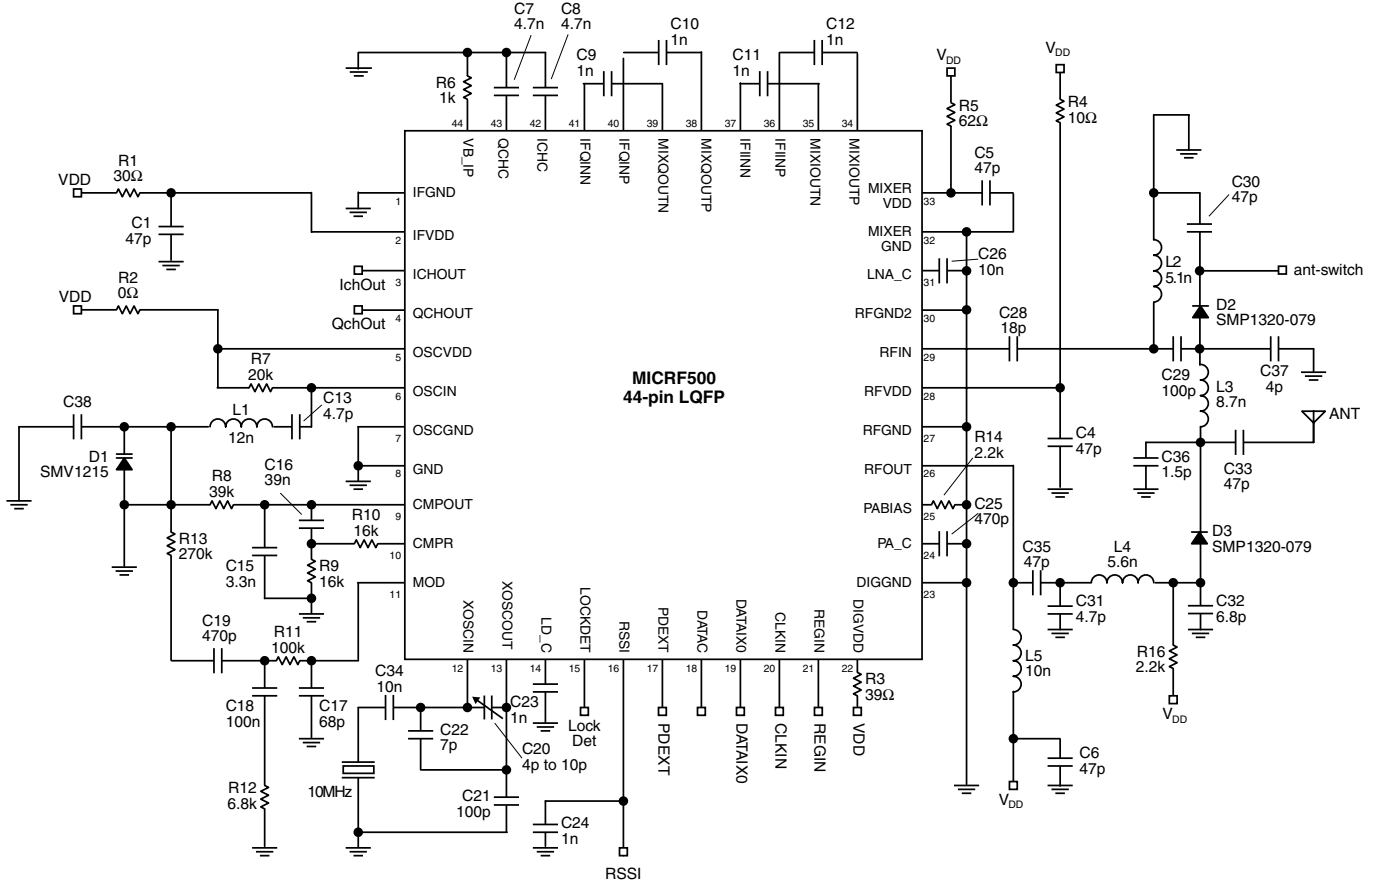 C7
4.7n
C8
4.7n
C10
1n
C12
1n
C9
1n
C11
1n
R6
1k
VDD
R5
62Ω
VDD
R4
10Ω
44
43
42
41
40
39
38
37
36
35
34
VB_IP
QCHC
ICHC
IFQINN
IFQINP
MIXQOUTN
MIXQOUTP
IFIINN
IFIINP
MIXIOUTN
MIXIOUTP
VDD
R1
30Ω
C1
47p
IFGND
1
IFVDD
2
ICHOUT
3
IchOut
QCHOUT
4
QchOut
OSCVDD
5
OSCIN
6
OSCGND
7
GND
8
CMPOUT
9
CMPR
10
MOD
11
VDD
R2
0Ω
R7
20k
C38
L1
12n
C13
4.7p
D1
SMV1215
R8
39k
C16
39n
R10
16k
R13
270k
C15
3.3n
R9
16k
C19
470p
R11
100k
C18
100n
C17
68p
R12
6.8k
MICRF500
44-pin LQFP
MIXER
VDD
33
MIXER
GND
32
LNA_C
31
RFGND2
30
RFIN
29
RFVDD
28
RFGND
27
RFOUT
26
PABIAS
25
PA_C
24
DIGGND
23
C5
47p
C26
10n
C28
18p
R14
2.2k
C25
470p
C4
47p
C30
47p
L2
5.1n
ant-switch
D2
SMP1320-079
C29
100p
L3
8.7n
C37
4p
ANT
C36
1.5p
C33
47p
D3
SMP1320-079
C35
47p
L4
5.6n
C31
4.7p
C32
6.8p
R16
2.2k
VDD
L5
10n
C6
47p
VDD
XOSCIN
XOSCOUT
LD_C
LOCKDET
RSSI
PDEXT
DATAC
DATAIX0
CLKIN
REGIN
DIGVDD
12
13
14
15
16
17
18
19
20
21
22
R3
39Ω
C34
10n
C22
7p
C23
1n
C20
4p to 10p
Lock
Det
PDEXT
DATAIX0
CLKIN
REGIN
VDD
10MHz
C21
100p
C24
1n
RSSI